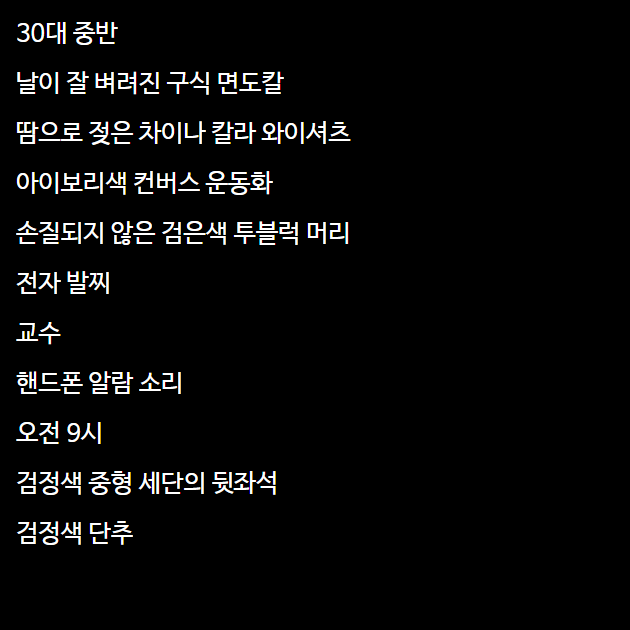 30대 중반
날이 잘 벼려진 구식 면도칼
땀으로 젖은 차이나 칼라 와이셔츠
아이보리색 컨버스 운동화
손질되지 않은 검은색 투블럭 머리
전자 발찌
교수
핸드폰 알람 소리
오전 9시
검정색 중형 세단의 뒷좌석
검정색 단추